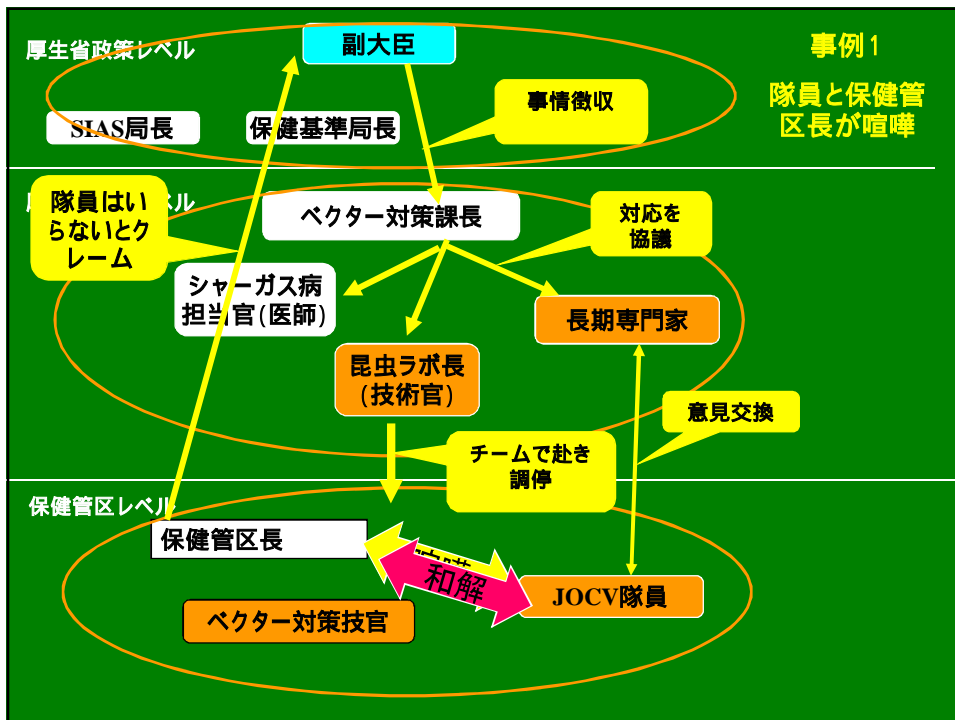 厚生省政策レベル
副大臣
事例1
隊員と保健管
区長が喧嘩
事情徴収
SIAS局長
保健基準局長
レベル
隊員はい
らないとク
レーム
ベクター対策課長
対応を
協議
シャーガス病
担当官(医師)
長期専門家
昆虫ラボ長
(技術官)
意見交換
チームで赴き
調停
保健管区レベル
保健管区長
和解
JOCV隊員
ベクター対策技官